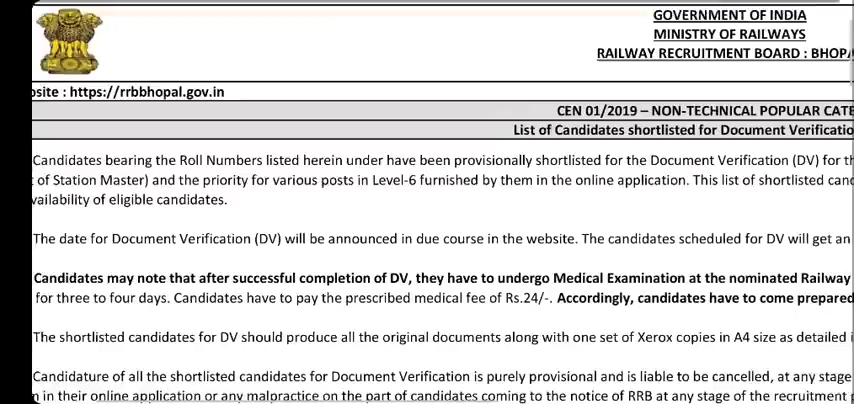 GOVERNMENT OF INDIA
MINISTRY OF RAILWAYS
RAILWAY RECRUITMENT BOARD : BHOPA
site : https://rrbbhopal.gov.in
CEN 01/2019 – NON-TECHNICAL POPULAR CATE
List of Candidates shortlisted for Document Verificatio
Candidates bearing the Roll Numbers listed herein under have been provisionally shortlisted for the Document Verification (DV) for th
of Station Master) and the priority for various posts in Level-6 furnished by them in the online application. This list of shortlisted cand
vailability of eligible candidates.
The date for Document Verification (DV) will be announced in due course in the website. The candidates scheduled for DV will get an
Candidates may note that after successful completion of DV, they have to undergo Medical Examination at the nominated Railway
for three to four days. Candidates have to pay the prescribed medical fee of Rs.24/-. Accordingly, candidates have to come prepared
The shortlisted candidates for DV should produce all the original documents along with one set of Xerox copies in A4 size as detailed i
Candidature of all the shortlisted candidates for Document Verification is purely provisional and is liable to be cancelled, at any stage
in their online application or any malpractice on the part of candidates coming to the notice of RRB at any stage of the recruitment